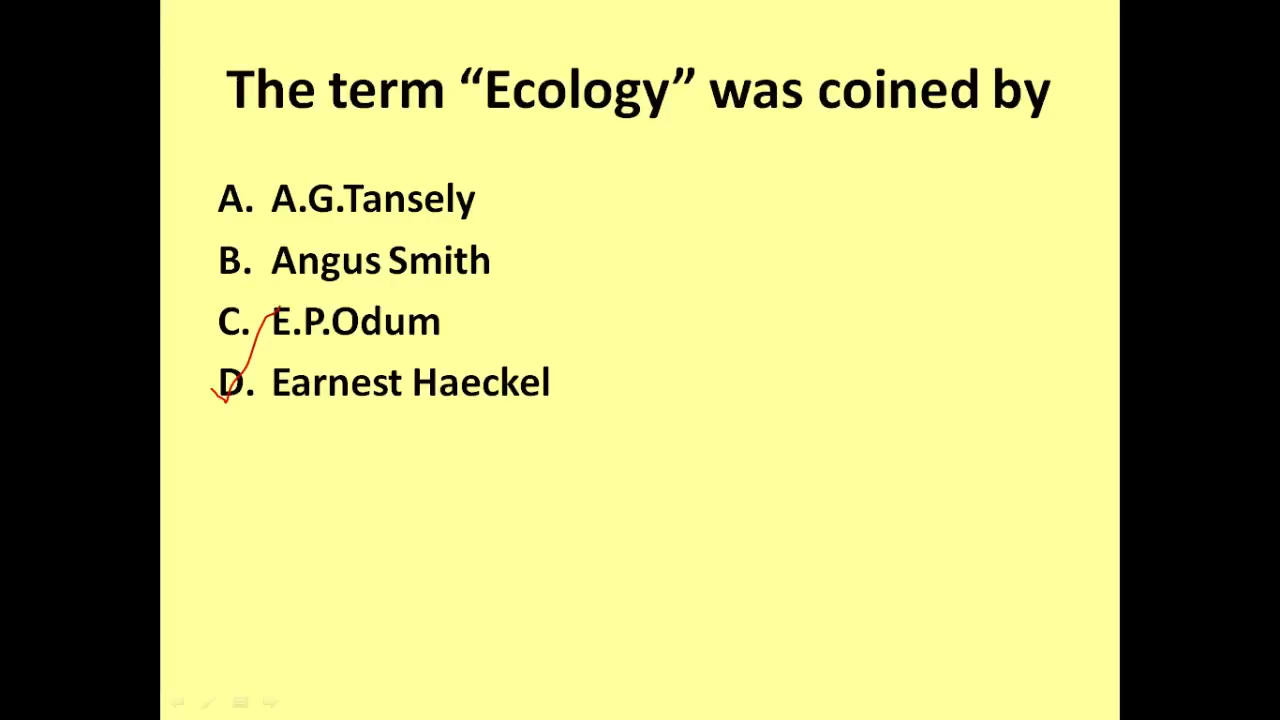 The term “Ecology” was coined by
A. A.G.Tansely
B. Angus Smith
C. E.P.Odum
D. Earnest Haeckel